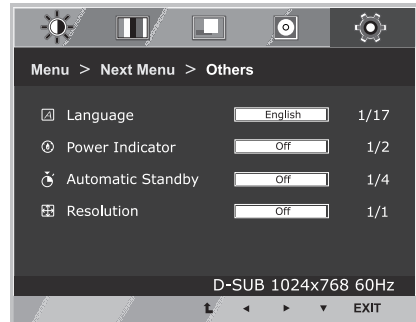 Menu > Next Menu > Others
Language English 1/17
Power Indicator Off 1/2
Automatic Standby Off 1/4
Resolution Off 1/1
D-SUB 1024x768 60Hz
EXIT